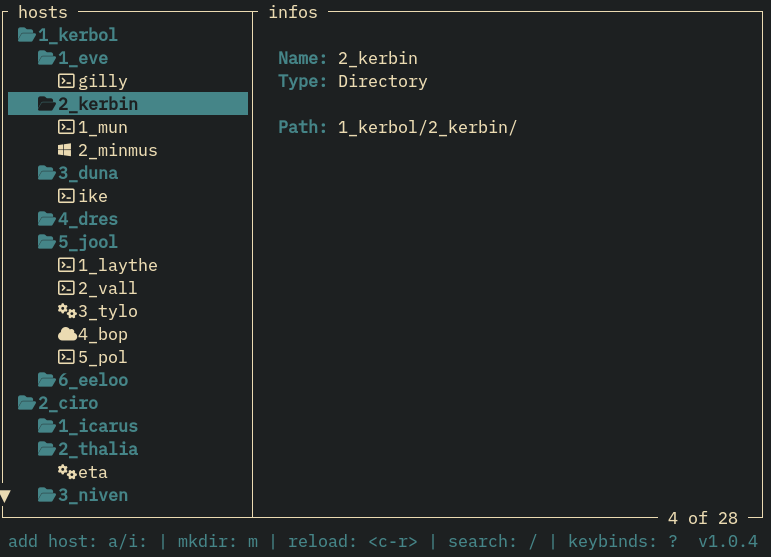 hosts
1_kerbol
1_eve
gilly
2_kerbin
1_mun
2_minmus
3_duna
ike
4_dres
5_jool
1_laythe
2_vall
3_tylo
4_bop
5_pol
6_eeloo
2_ciro
1_icarus
2_thalia
eta
3_niven
infos
Name: 2_kerbin
Type: Directory
Path: 1_kerbol/2_kerbin/
4 of 28
add host: a/i: | mkdir: m | reload: <c-r> | search: / | keybinds: ?  v1.0.4